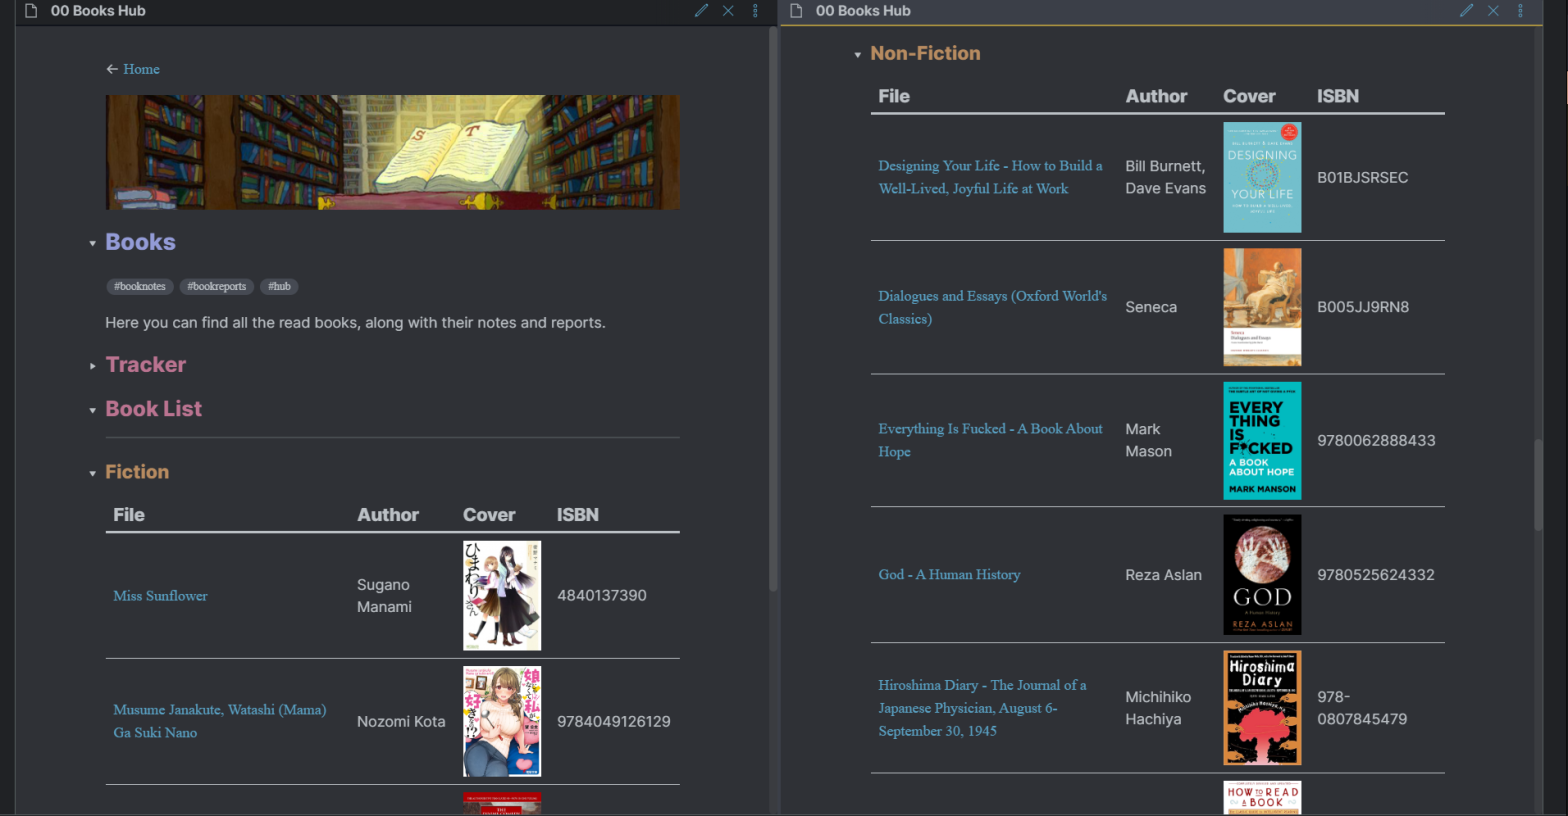 00 Books Hub
← Home
S T
Books
#booknotes #bookreports #hub
Here you can find all the read books, along with their notes and reports.
Tracker
Book List
Fiction
File Author Cover ISBN
Miss Sunflower
Sugano
Manami
ひまわりさん
4840137390
Musume Janakute, Watashi (Mama)
Ga Suki Nano
Nozomi Kota
娘じゃなくて私が好きなの!?
9784049126129
00 Books Hub
Non-Fiction
File Author Cover ISBN
Designing Your Life - How to Build a
Well-Lived, Joyful Life at Work
Bill Burnett,
Dave Evans
DESIGNING
YOUR LIFE
B01BJSRSEC
Dialogues and Essays (Oxford World's
Classics)
Seneca
Seneca
Dialogues and Essays
B005JJ9RN8
Everything Is Fucked - A Book About
Hope
Mark
Mason
EVERY
THING
IS
F*CKED
A BOOK
ABOUT HOPE
MARK MANSON
9780062888433
God - A Human History
Reza Aslan
GOD
A Human History
REZA ASLAN
9780525624332
Hiroshima Diary - The Journal of a
Japanese Physician, August 6-
September 30, 1945
Michihiko
Hachiya
Hiroshima
Diary
Michihiko Hachiya, M.D.
978-
0807845479
HOW TO READ
A BOOK